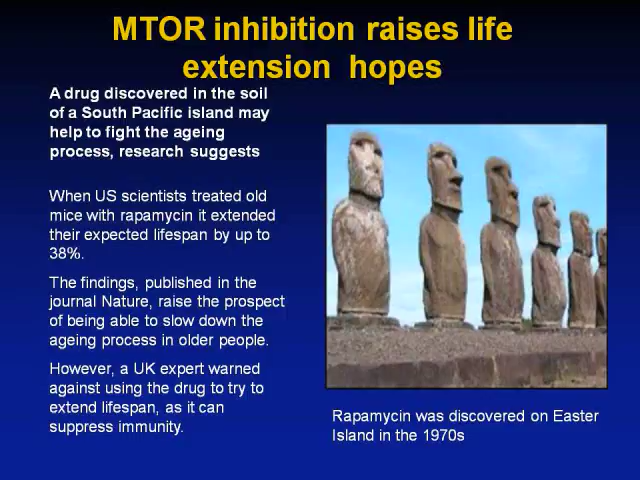 MTOR inhibition raises life
extension hopes
A drug discovered in the soil
of a South Pacific island may
help to fight the ageing
process, research suggests
When US scientists treated old
mice with rapamycin it extended
their expected lifespan by up to
38%.
The findings, published in the
journal Nature, raise the prospect
of being able to slow down the
ageing process in older people.
However, a UK expert warned
against using the drug to try to
extend lifespan, as it can
suppress immunity.
Rapamycin was discovered on Easter
Island in the 1970s